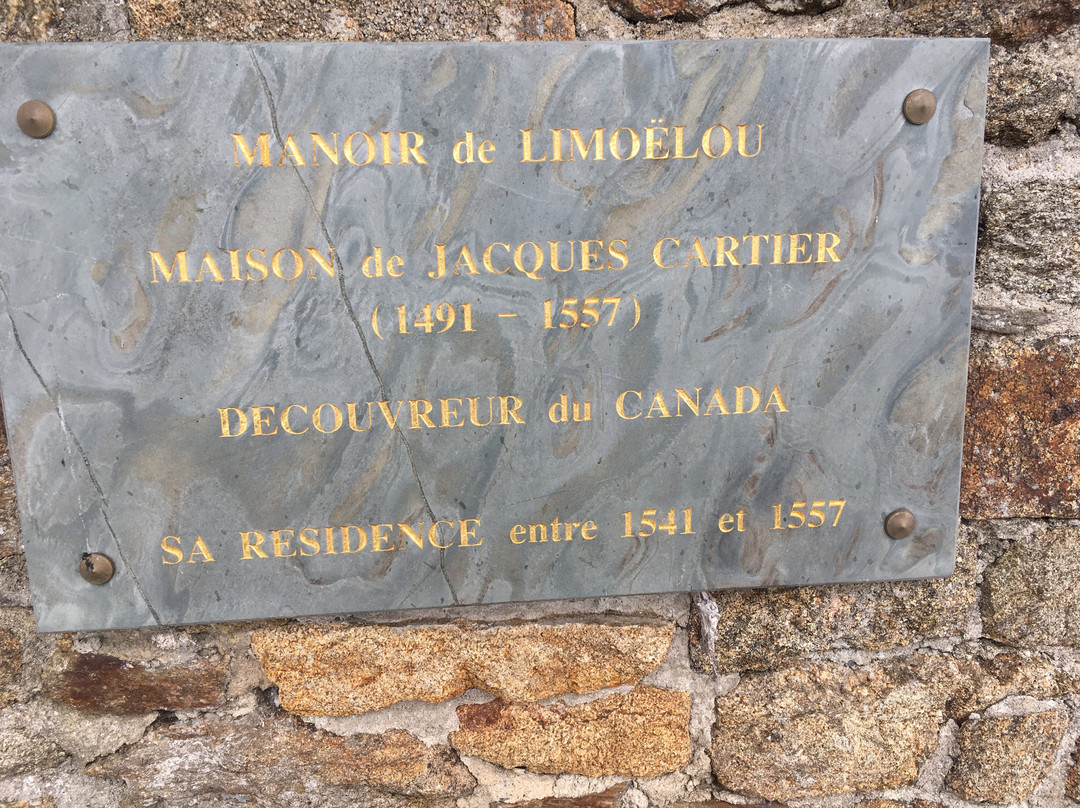 MANOIR de LIMOËLOU
MAISON de JACQUES CARTIER
(1491 - 1557)
DECOUVREUR du CANADA
SA RESIDENCE entre 1541 et 1557